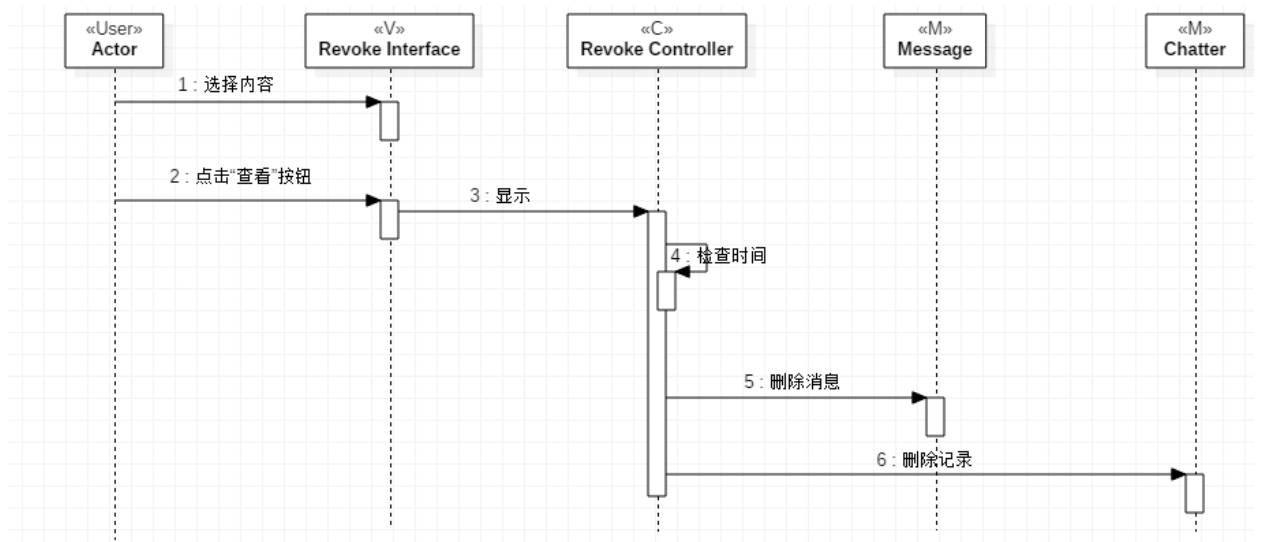 «User»
Actor
«V»
Revoke Interface
«C»
Revoke Controller
«M»
Message
«M»
Chatter
1 : 选择内容
2 : 点击“查看”按钮
3 : 显示
4 : 检查时间
5 : 删除消息
6 : 删除记录